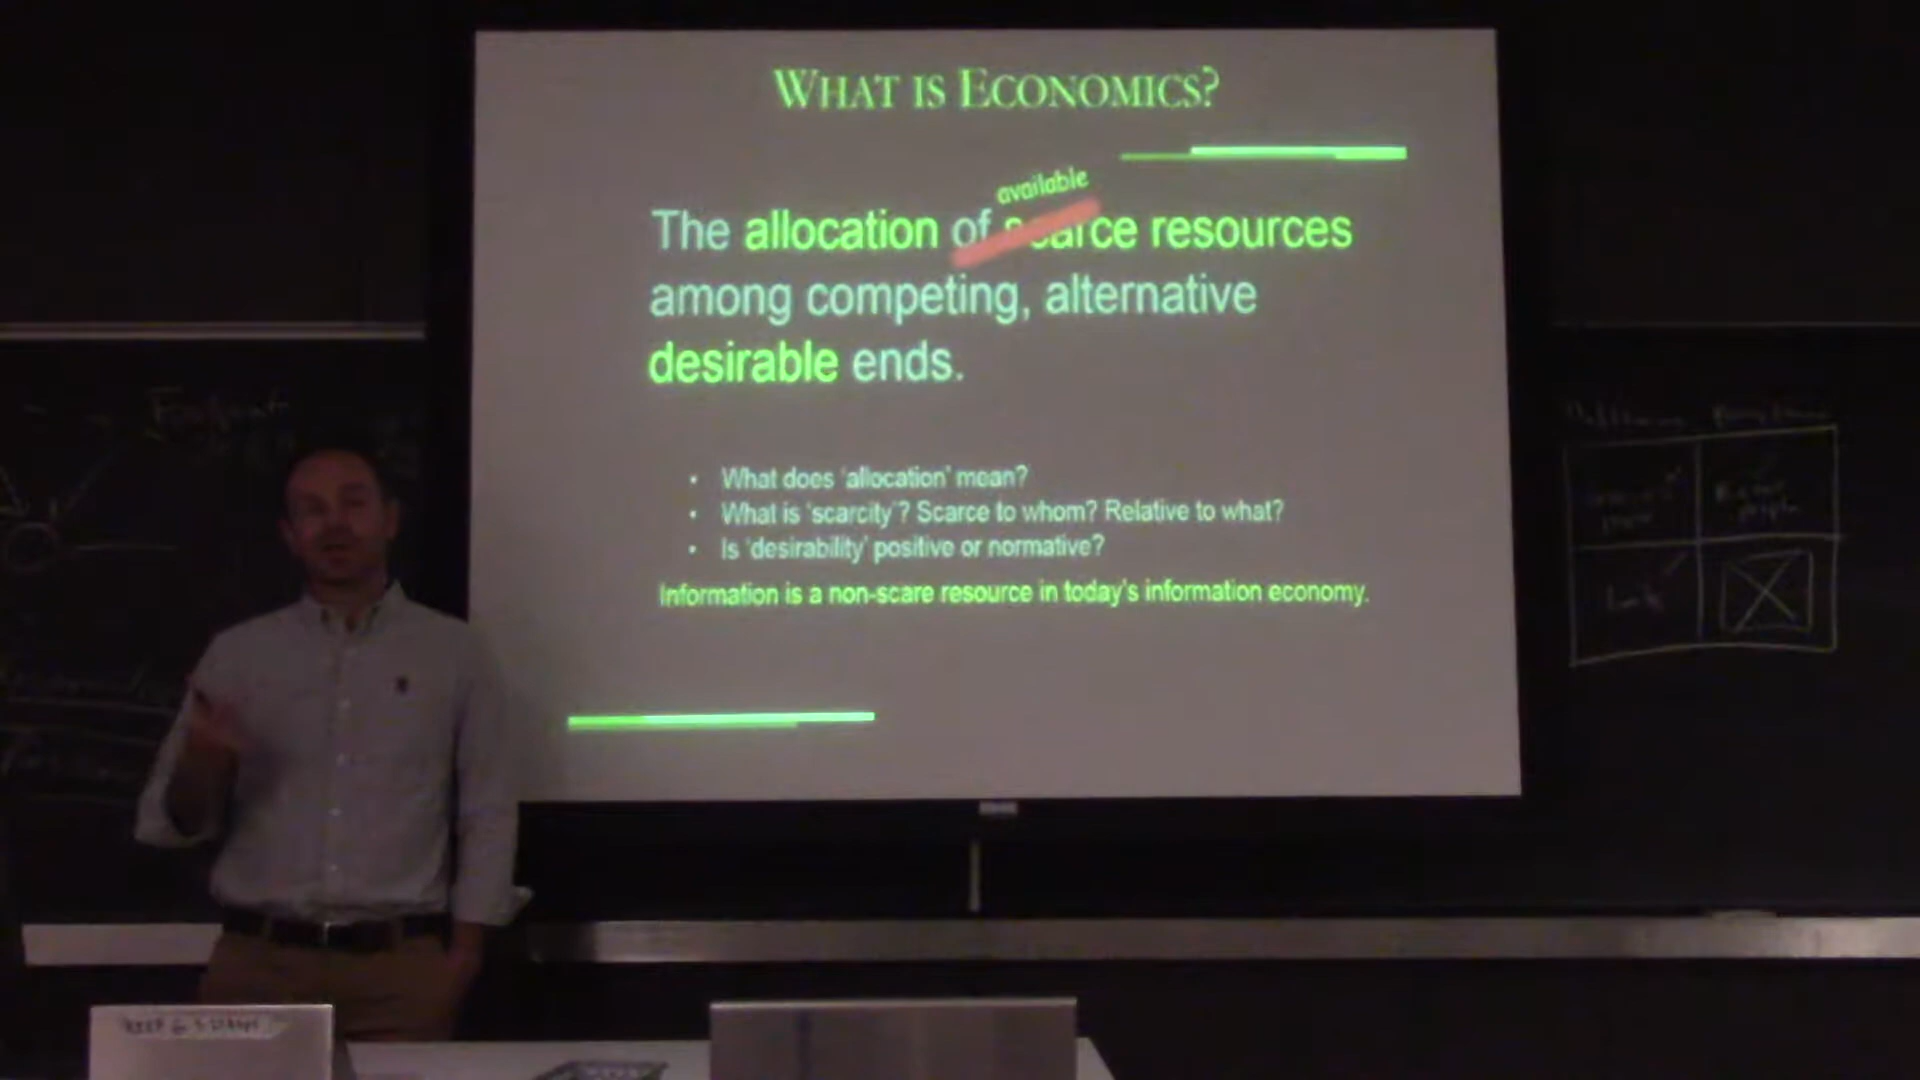 WHAT IS ECONOMICS?
available
The allocation of scarce resources
among competing, alternative
desirable ends.
• What does 'allocation' mean?
• What is 'scarcity'? Scarce to whom? Relative to what?
• Is 'desirability' positive or normative?
Information is a non-scare resource in today's information economy.